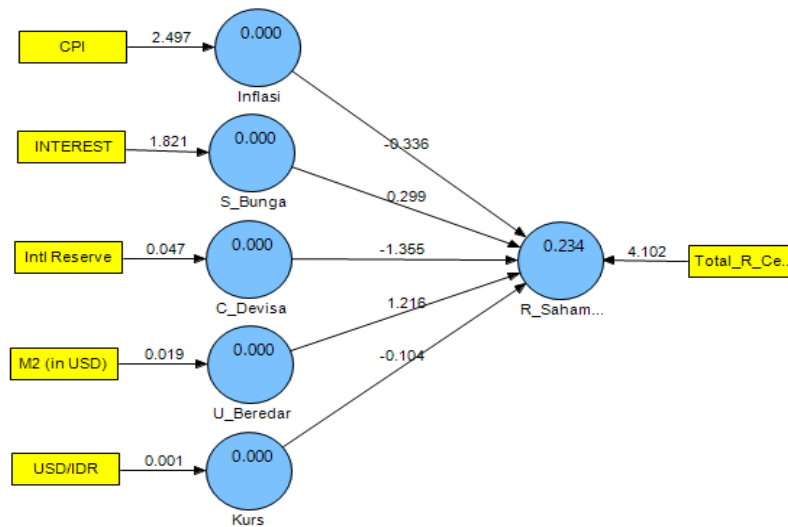 CPI
2.497
0.000
Inflasi
-0.336
INTEREST
1.821
0.000
S_Bunga
0.299
Intl Reserve
0.047
0.000
C_Devisa
-1.355
0.234
R_Saham...
4.102
Total_R_Ce..
M2 (in USD)
0.019
0.000
U_Beredar
1.216
USD/IDR
0.001
0.000
Kurs
-0.104